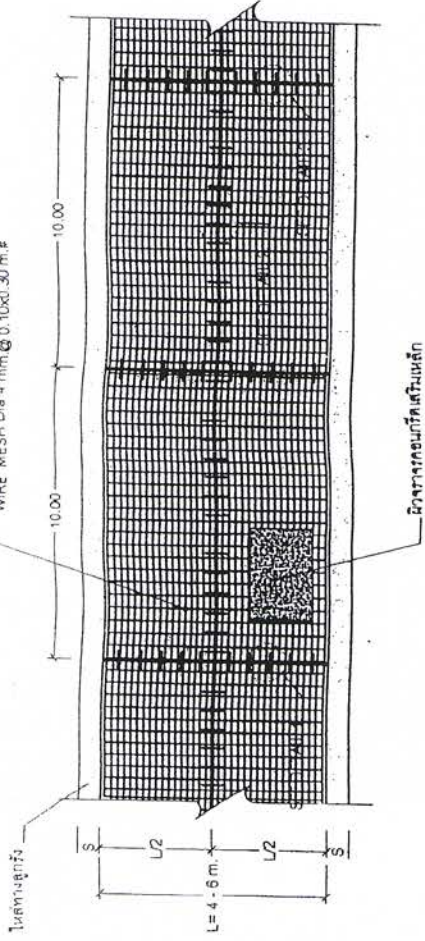 WIRE MESH Dia 4 mm.@ 0.10x0.30 m.#
10.00
10.00
ไหล่ทางลูกรัง
S
L/2
L/2
S
L = 4 - 6 m.
ผิวจราจรคอนกรีตเสริมเหล็ก